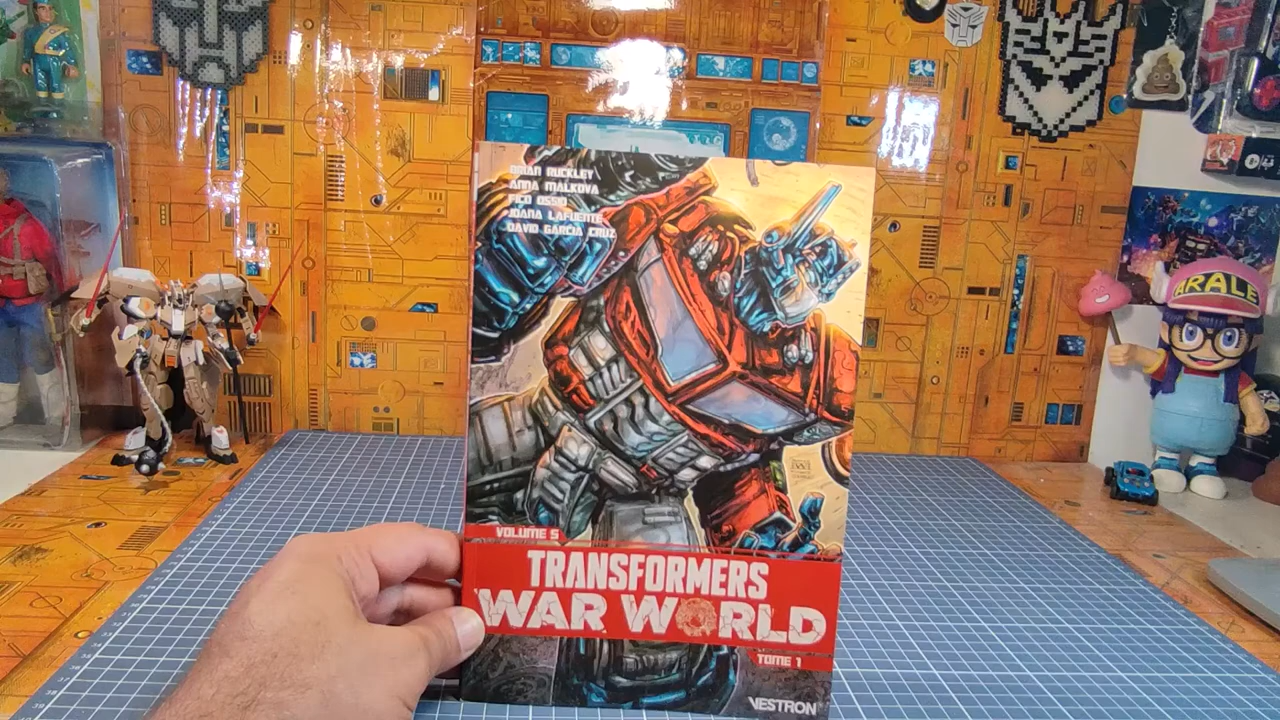 BRIAN RUCKLEY
ANNA MALKOVA
FICO OSSIO
JOANA LAFUENTE
DAVID GARCIA CRUZ
ARALE
VOLUME 5
TRANSFORMERS
WAR WORLD
TOME 1
VESTRON